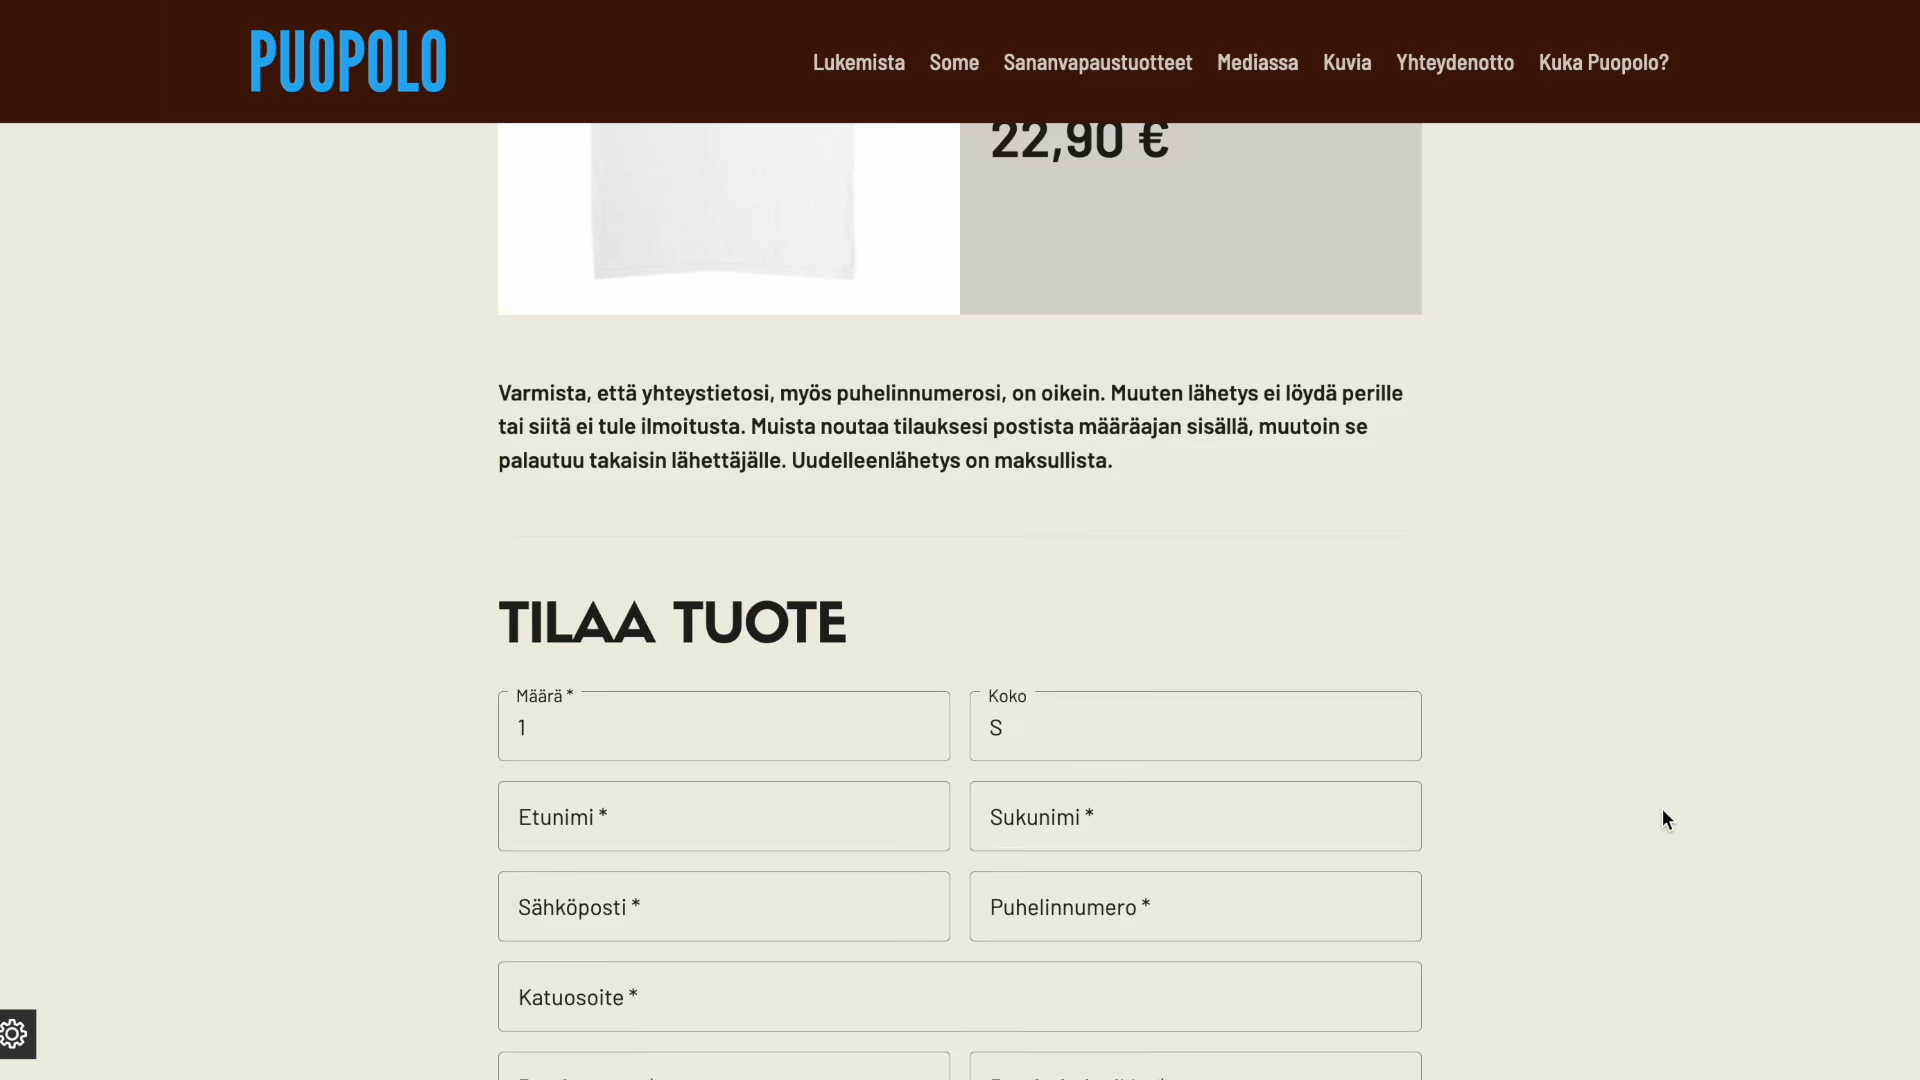 PUOPOLO
Lukemista Some Sananvapaustuotteet Mediassa Kuvia Yhteydenotto Kuka Puopolo?
22,90 €
Varmista, että yhteystietosi, myös puhelinnumerosi, on oikein. Muuten lähetys ei löydä perille
tai siitä ei tule ilmoitusta. Muista noutaa tilauksesi postista määräajan sisällä, muutoin se
palautuu takaisin lähettäjälle. Uudelleenlähetys on maksullista.
TILAA TUOTE
Määrä * Koko
1 S
Etunimi * Sukunimi *
Sähköposti * Puhelinnumero *
Katuosoite *